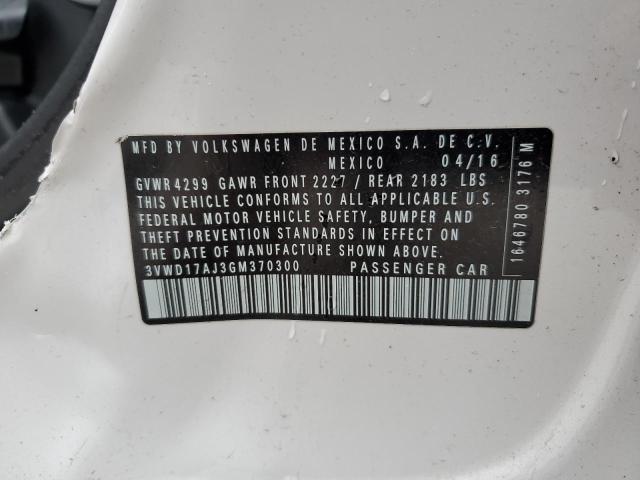 MFD BY VOLKSWAGEN DE MEXICO S.A. DE C.V.
MEXICO 04/16
GVWR 4299 GAWR FRONT 2227 / REAR 2183 LBS
THIS VEHICLE CONFORMS TO ALL APPLICABLE U.S.
FEDERAL MOTOR VEHICLE SAFETY, BUMPER AND
THEFT PREVENTION STANDARDS IN EFFECT ON
THE DATE OF MANUFACTURE SHOWN ABOVE.
3VWD17AJ3GM370300 PASSENGER CAR
1646780 3176 M